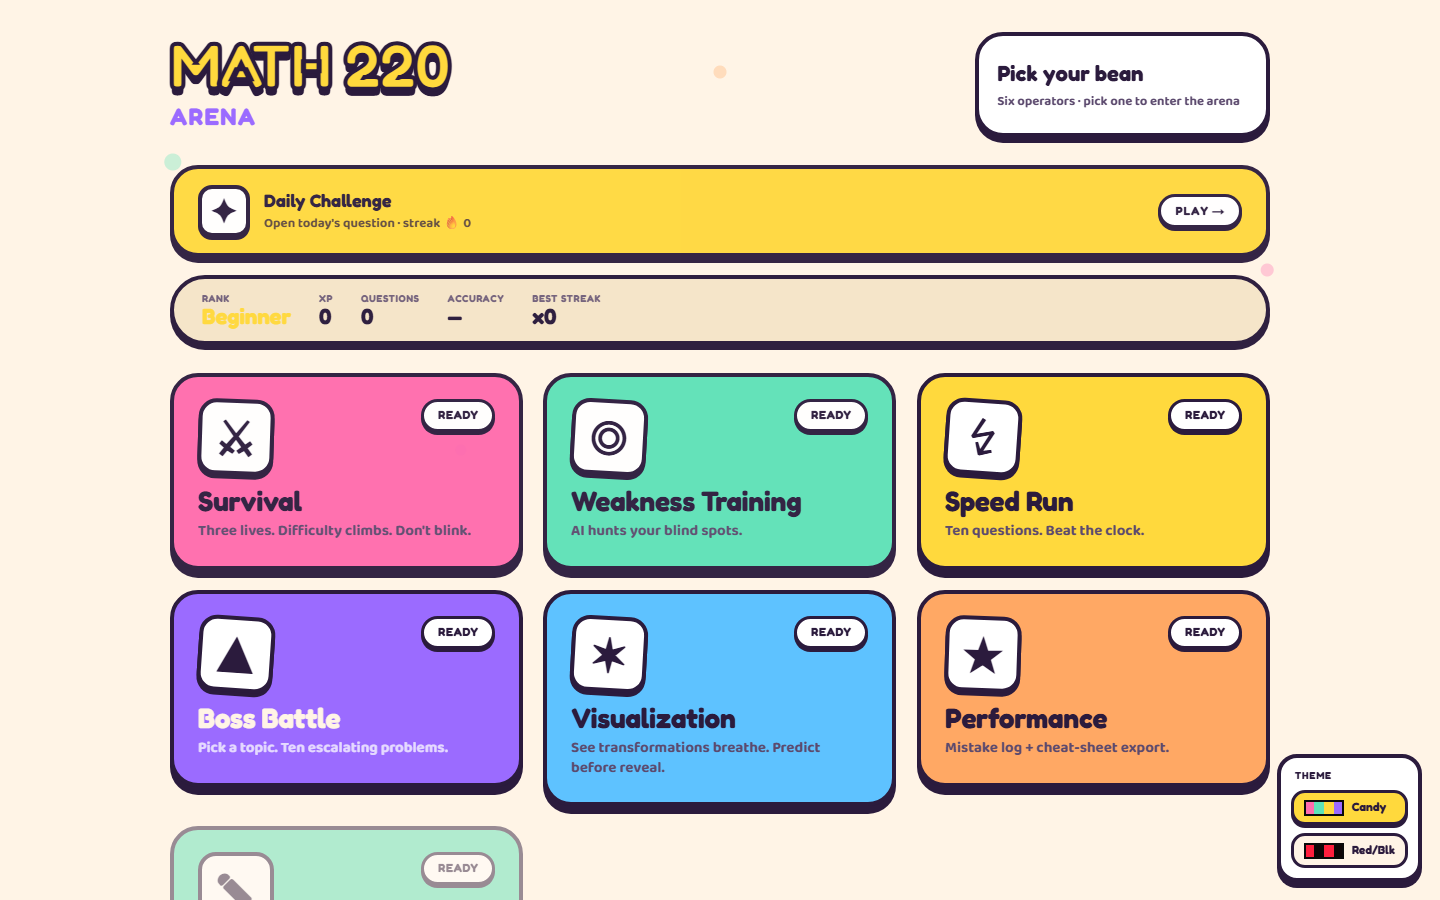 MATH 220
ARENA
Pick your bean
Six operators · pick one to enter the arena
Daily Challenge
Open today's question · streak 🔥 0
PLAY →
RANK
Beginner
XP
0
QUESTIONS
0
ACCURACY
—
BEST STREAK
x0
READY
Survival
Three lives. Difficulty climbs. Don't blink.
READY
Weakness Training
AI hunts your blind spots.
READY
Speed Run
Ten questions. Beat the clock.
READY
Boss Battle
Pick a topic. Ten escalating problems.
READY
Visualization
See transformations breathe. Predict
before reveal.
READY
Performance
Mistake log + cheat-sheet export.
READY
THEME
Candy
Red/Blk